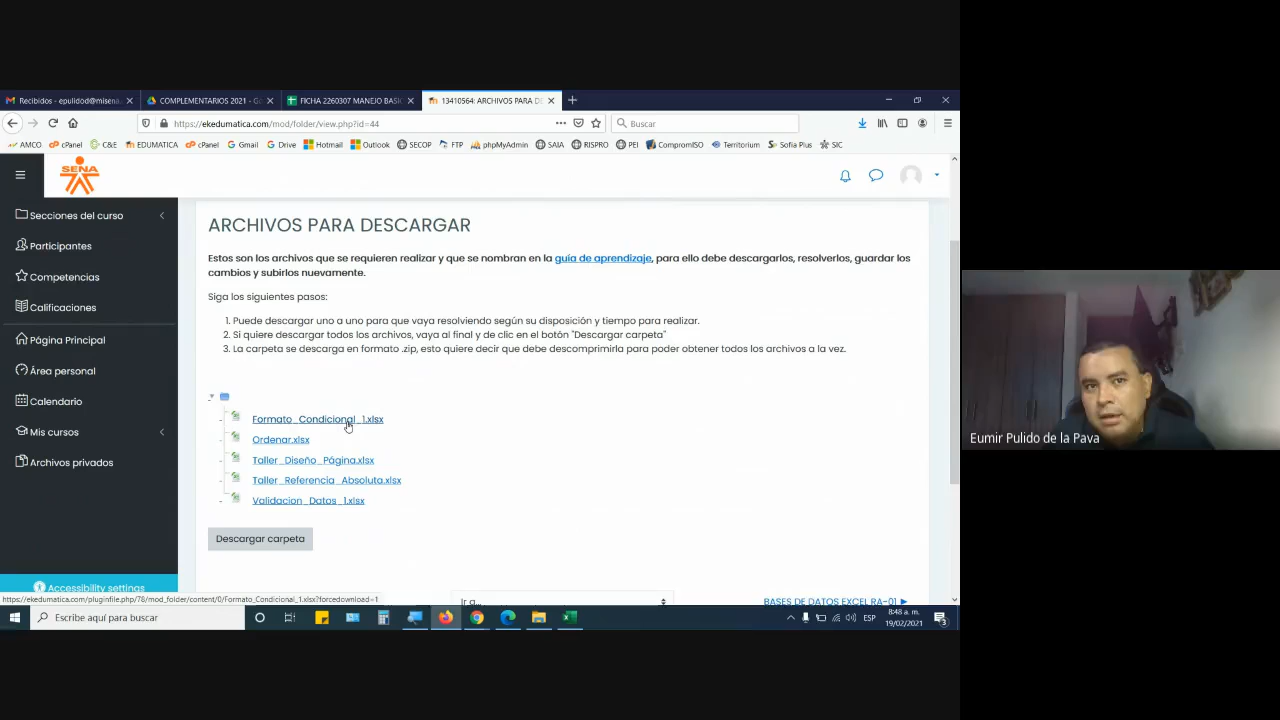 Recibidos - epulidod@misena
COMPLEMENTARIOS 2021 - Go
FICHA 2260307 MANEJO BASI
13410564: ARCHIVOS PARA DE
https://ekedumatica.com/mod/folder/view.php?id=44
Buscar
AMCO
cPanel
C&E
EDUMATICA
cPanel
Gmail
Drive
Hotmail
Outlook
SECOP
FTP
phpMyAdmin
SAIA
RISPRO
PEI
CompromISO
Territorium
Sofia Plus
SIC
SENA
Secciones del curso
Participantes
Competencias
Calificaciones
Página Principal
Área personal
Calendario
Mis cursos
Archivos privados
Accessibility settings
ARCHIVOS PARA DESCARGAR
Estos son los archivos que se requieren realizar y que se nombran en la guía de aprendizaje, para ello debe descargarlos, resolverlos, guardar los
cambios y subirlos nuevamente.
Siga los siguientes pasos:
1. Puede descargar uno a uno para que vaya resolviendo según su disposición y tiempo para realizar.
2. Si quiere descargar todos los archivos, vaya al final y de clic en el botón "Descargar carpeta"
3. La carpeta se descarga en formato .zip, esto quiere decir que debe descomprimirla para poder obtener todos los archivos a la vez.
Formato_Condicional_1.xlsx
Ordenar.xlsx
Taller_Diseño_Página.xlsx
Taller_Referencia_Absoluta.xlsx
Validacion_Datos_1.xlsx
Descargar carpeta
Ir a...
BASES DE DATOS EXCEL RA-01
https://ekedumatica.com/pluginfile.php/78/mod_folder/content/0/Formato_Condicional_1.xlsx?forcedownload=1
Escribe aquí para buscar
ESP
8:48 a. m.
19/02/2021
3
Eumir Pulido de la Pava